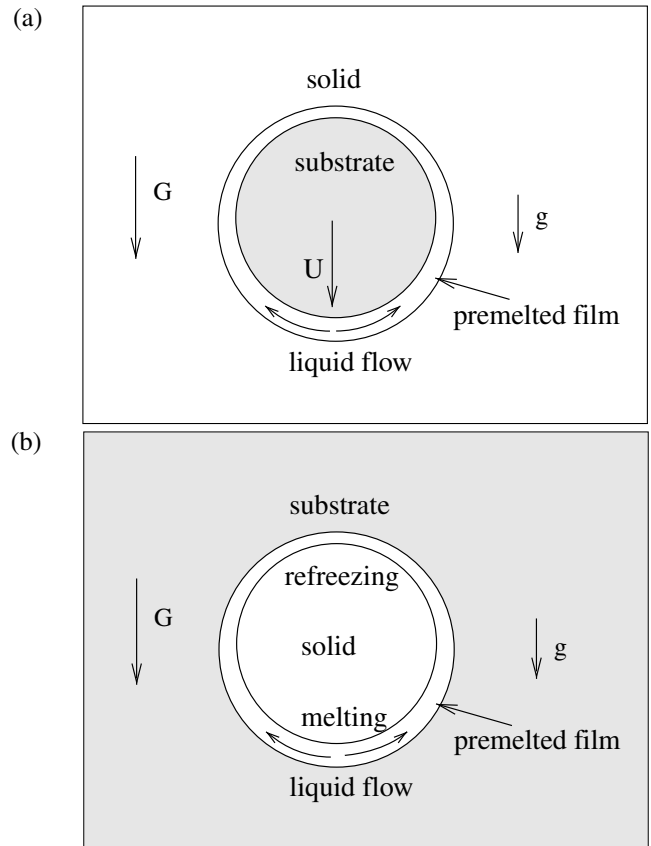 (a)
solid
substrate
G
g
U
premelted film
liquid flow
(b)
substrate
refreezing
G
solid
g
melting
premelted film
liquid flow